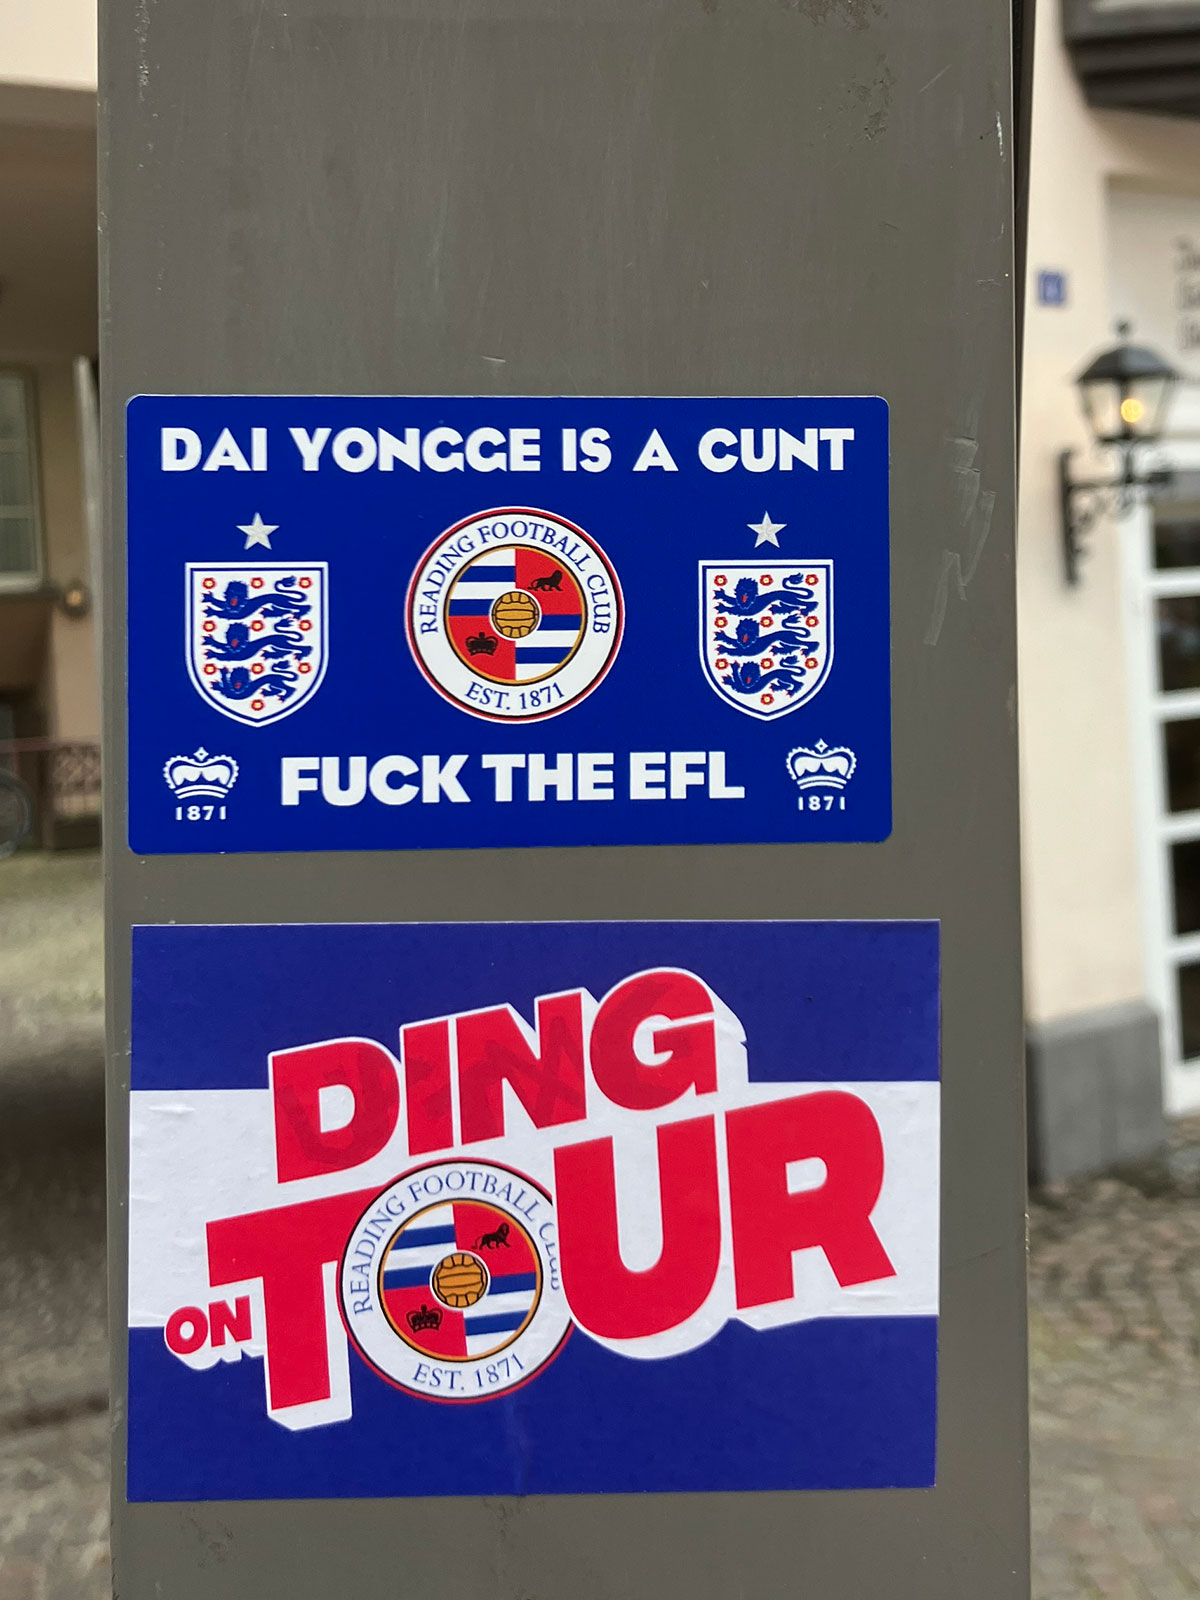 DAI YONGGE IS A CUNT
READING FOOTBALL CLUB
EST. 1871
1871
FUCK THE EFL
1871
DING
ON TOUR
READING FOOTBALL CLUB
EST. 1871